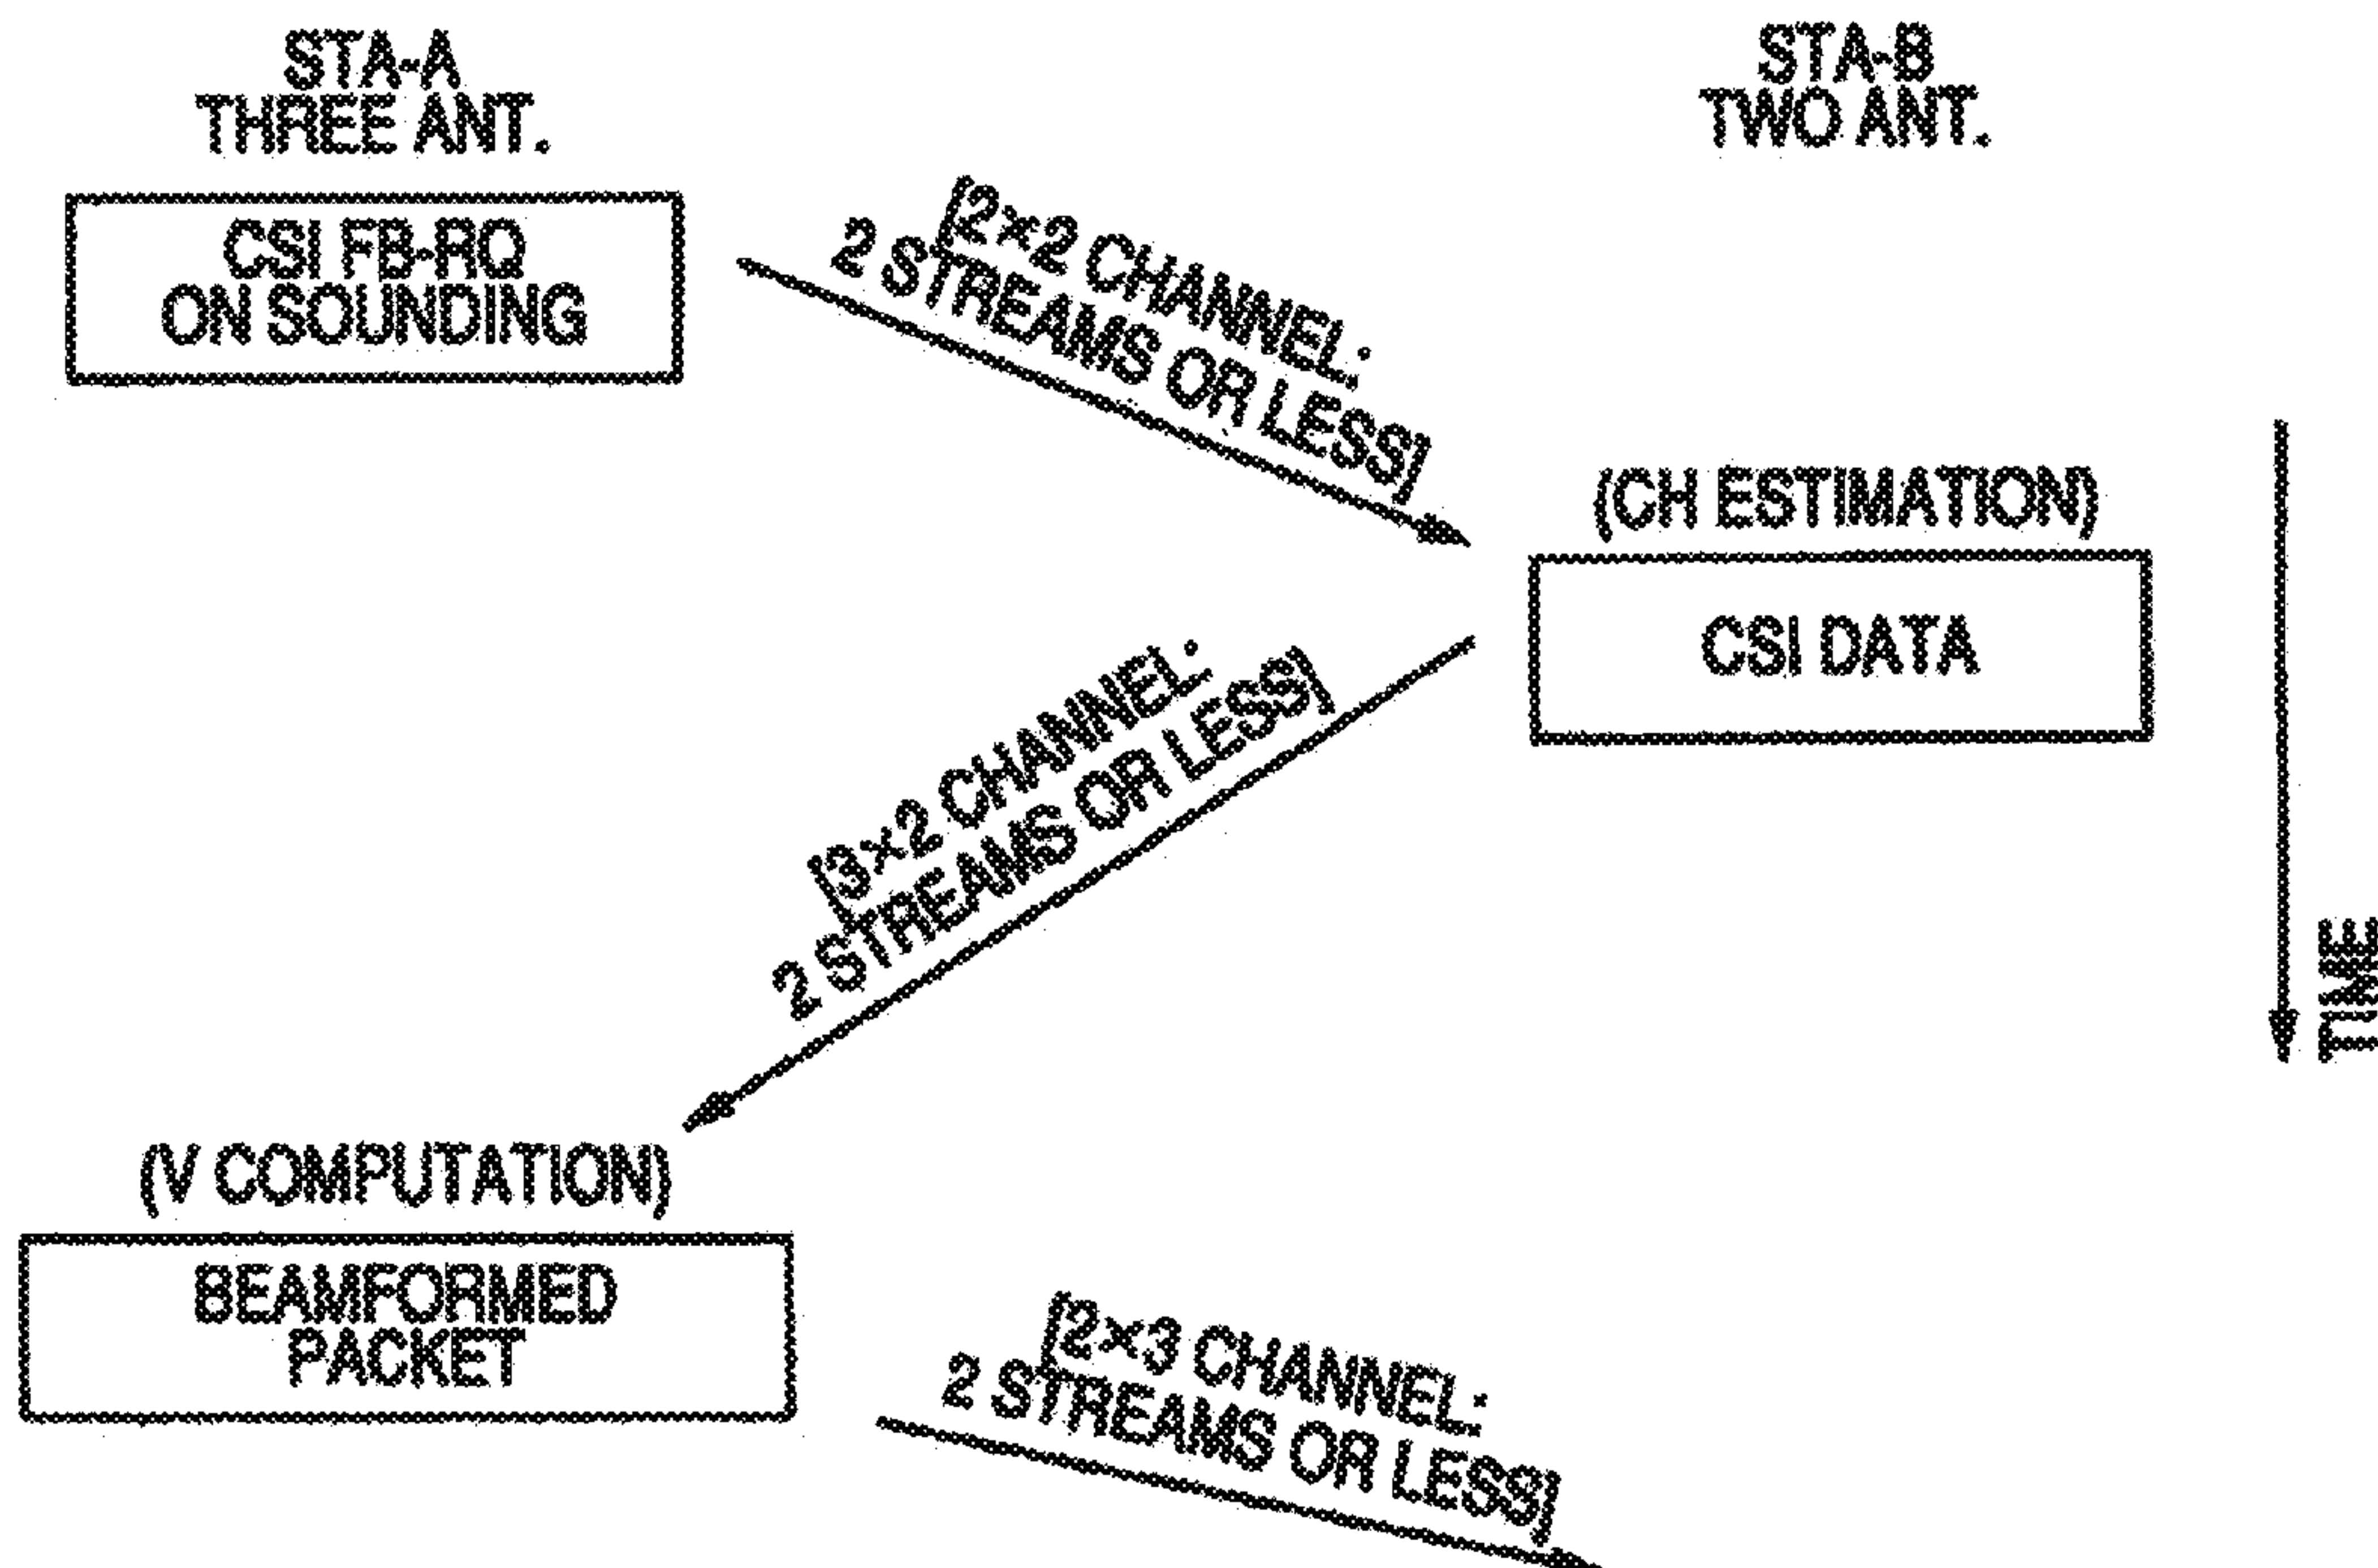 STA-A
THREE ANT.
STA-B
TWO ANT.
CSI FB-RQ
ON SOUNDING
[2×2 CHANNEL:
2 STREAMS OR LESS]
(CH ESTIMATION)
CSI DATA
[3×2 CHANNEL:
2 STREAMS OR LESS]
TIME
(V COMPUTATION)
BEAMFORMED
PACKET
[2×3 CHANNEL:
2 STREAMS OR LESS]